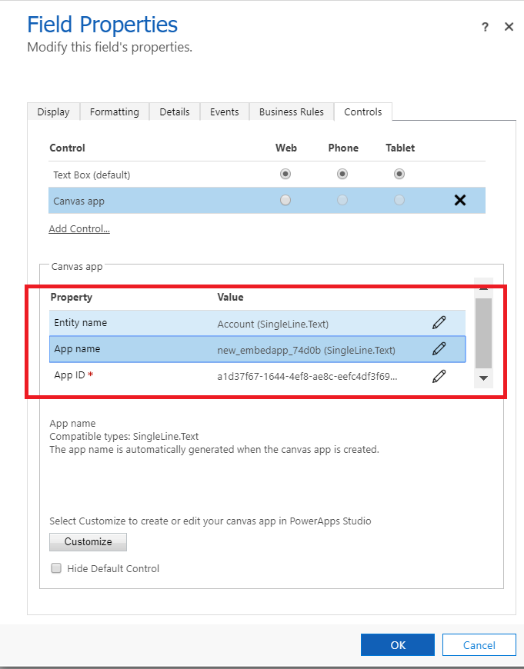 Field Properties
? ×
Modify this field's properties.
Display Formatting Details Events Business Rules Controls
Control Web Phone Tablet
Text Box (default)
Canvas app
Add Control...
Canvas app
Property Value
Entity name Account (SingleLine.Text)
App name new_embedapp_74d0b (SingleLine.Text)
App ID * a1d37f67-1644-4ef8-ae8c-eefc4df3f69...
App name
Compatible types: SingleLine.Text
The app name is automatically generated when the canvas app is created.
Select Customize to create or edit your canvas app in PowerApps Studio
Customize
Hide Default Control
OK Cancel